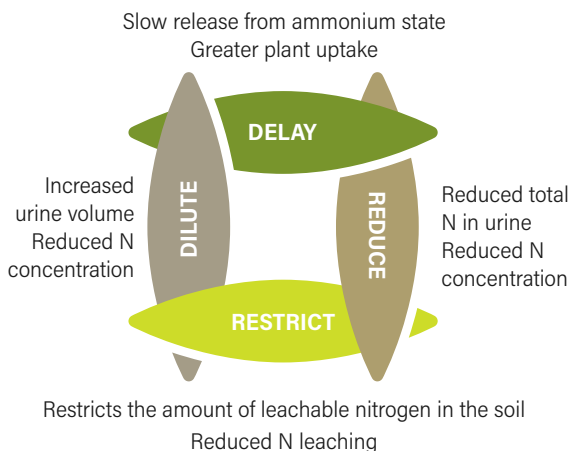 Slow release from ammonium state
Greater plant uptake
DELAY
Increased
urine volume
Reduced N
concentration
DILUTE
REDUCE
Reduced total
N in urine
Reduced N
concentration
RESTRICT
Restricts the amount of leachable nitrogen in the soil
Reduced N leaching